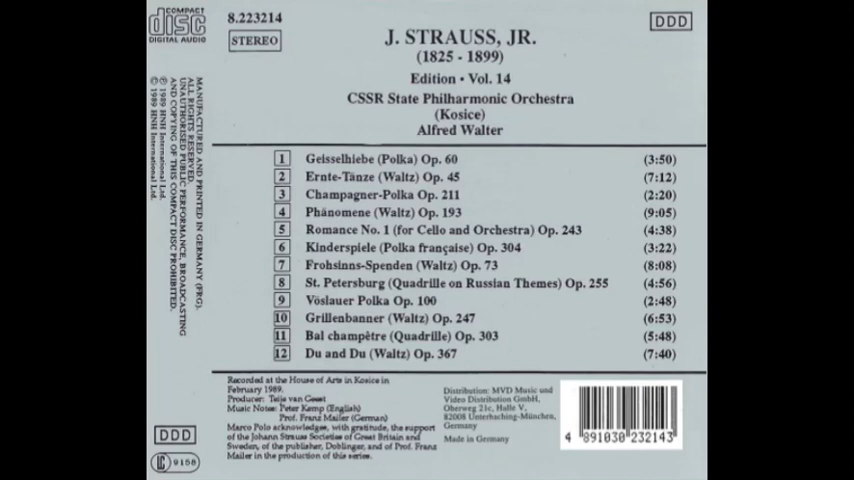 COMPACT
disc
DIGITAL AUDIO
8.223214
STEREO
DDD
J. STRAUSS, JR.
(1825 - 1899)
Edition • Vol. 14
CSSR State Philharmonic Orchestra
(Kosice)
Alfred Walter
1 Geisselhiebe (Polka) Op. 60 (3:50)
2 Ernte-Tänze (Waltz) Op. 45 (7:12)
3 Champagner-Polka Op. 211 (2:20)
4 Phänomene (Waltz) Op. 193 (9:05)
5 Romance No. 1 (for Cello and Orchestra) Op. 243 (4:38)
6 Kinderspiele (Polka française) Op. 304 (3:22)
7 Frohsinns-Spenden (Waltz) Op. 73 (8:08)
8 St. Petersburg (Quadrille on Russian Themes) Op. 255 (4:56)
9 Vöslauer Polka Op. 100 (2:48)
10 Grillenbanner (Waltz) Op. 247 (6:53)
11 Bal champètre (Quadrille) Op. 303 (5:48)
12 Du and Du (Waltz) Op. 367 (7:40)
MANUFACTURED AND PRINTED IN GERMANY (FRG).
ALL RIGHTS RESERVED.
UNAUTHORISED PUBLIC PERFORMANCE, BROADCASTING
AND COPYING OF THIS COMPACT DISC PROHIBITED.
℗ 1989 HNH International Ltd.
© 1989 HNH International Ltd.
Recorded at the House of Arts in Kosice in
February 1989.
Producer: Teije van Geest
Music Notes: Peter Kemp (English)
Prof. Franz Mailer (German)
Marco Polo acknowledges, with gratitude, the support
of the Johann Strauss Societies of Great Britain and
Sweden, of the publisher, Doblinger, and of Prof. Franz
Mailer in the production of this series.
Distribution: MVD Music und
Video Distribution GmbH,
Oberweg 21c, Halle V,
82008 Unterhaching-München,
Germany
Made in Germany
4 891030 232143
DDD
LC 9158